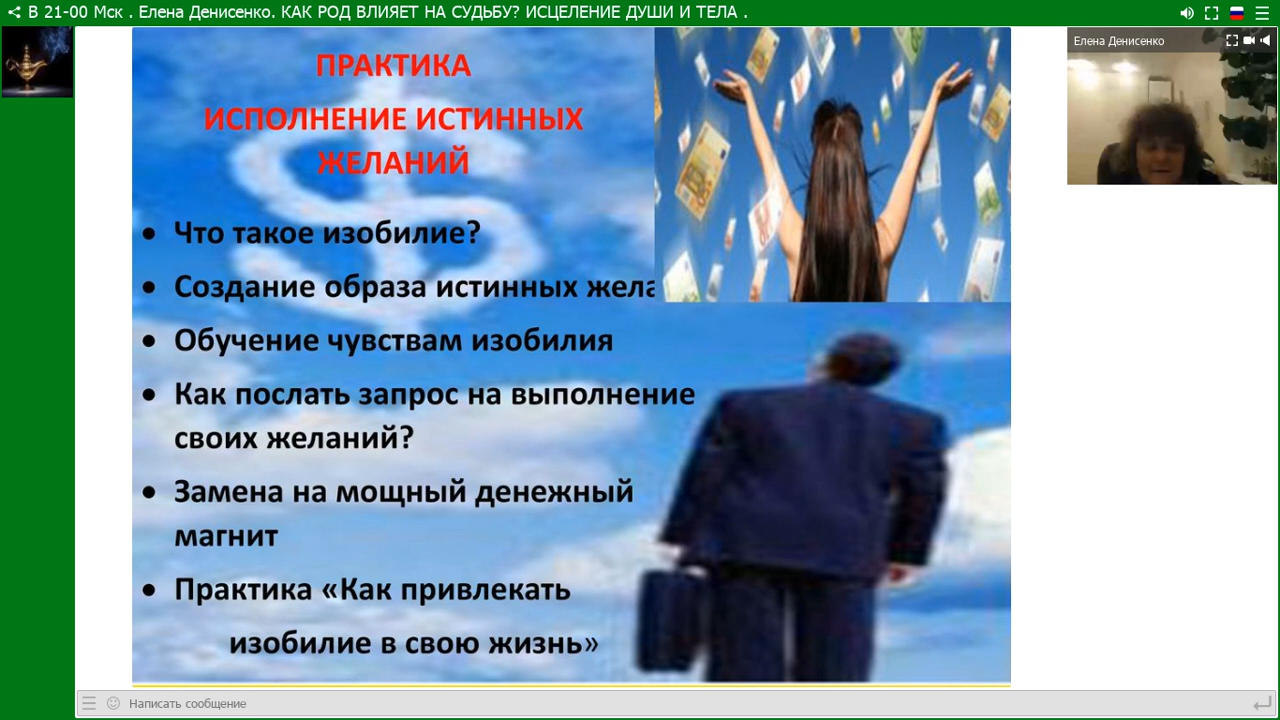 В 21-00 Мск . Елена Денисенко. КАК РОД ВЛИЯЕТ НА СУДЬБУ? ИСЦЕЛЕНИЕ ДУШИ И ТЕЛА .
Елена Денисенко
ПРАКТИКА
ИСПОЛНЕНИЕ ИСТИННЫХ
ЖЕЛАНИЙ
• Что такое изобилие?
• Создание образа истинных жела
• Обучение чувствам изобилия
• Как послать запрос на выполнение
своих желаний?
• Замена на мощный денежный
магнит
• Практика «Как привлекать
изобилие в свою жизнь»
Написать сообщение